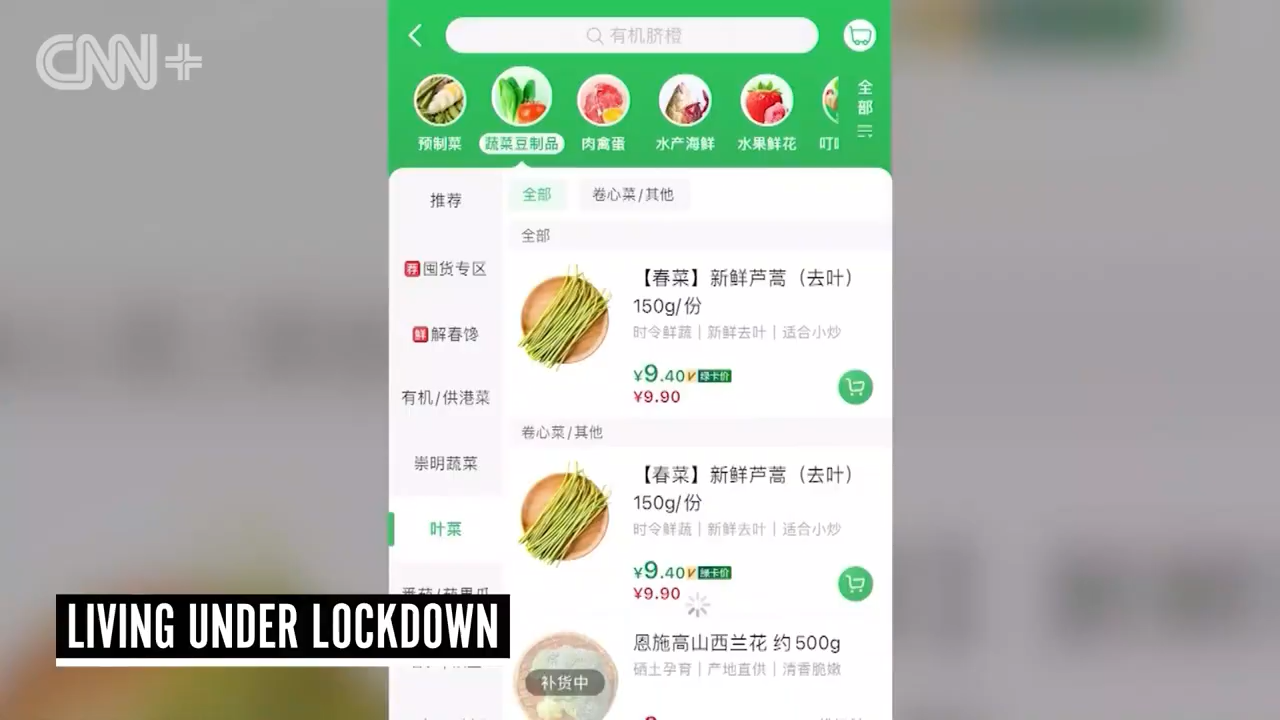 CNN+
有机脐橙
全部
预制菜
蔬菜豆制品
肉禽蛋
水产海鲜
水果鲜花
推荐
荐 囤货专区
鲜 解春馋
有机/供港菜
崇明蔬菜
叶菜
全部
卷心菜/其他
全部
【春菜】新鲜芦蒿（去叶）
150g/份
时令鲜蔬｜新鲜去叶｜适合小炒
¥9.40 绿卡价
¥9.90
卷心菜/其他
【春菜】新鲜芦蒿（去叶）
150g/份
时令鲜蔬｜新鲜去叶｜适合小炒
¥9.40 绿卡价
¥9.90
恩施高山西兰花 约500g
硒土孕育｜产地直供｜清香脆嫩
补货中
LIVING UNDER LOCKDOWN